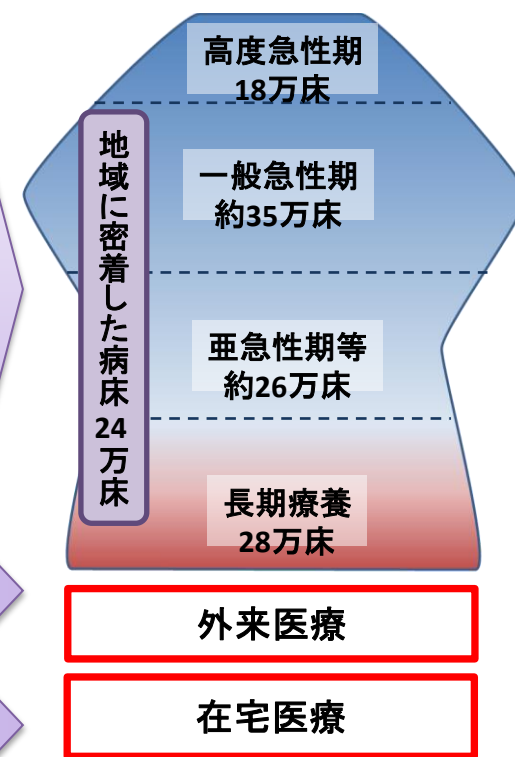 高度急性期
18万床
地域に密着した病床24万床
一般急性期
約35万床
亜急性期等
約26万床
長期療養
28万床
外来医療
在宅医療